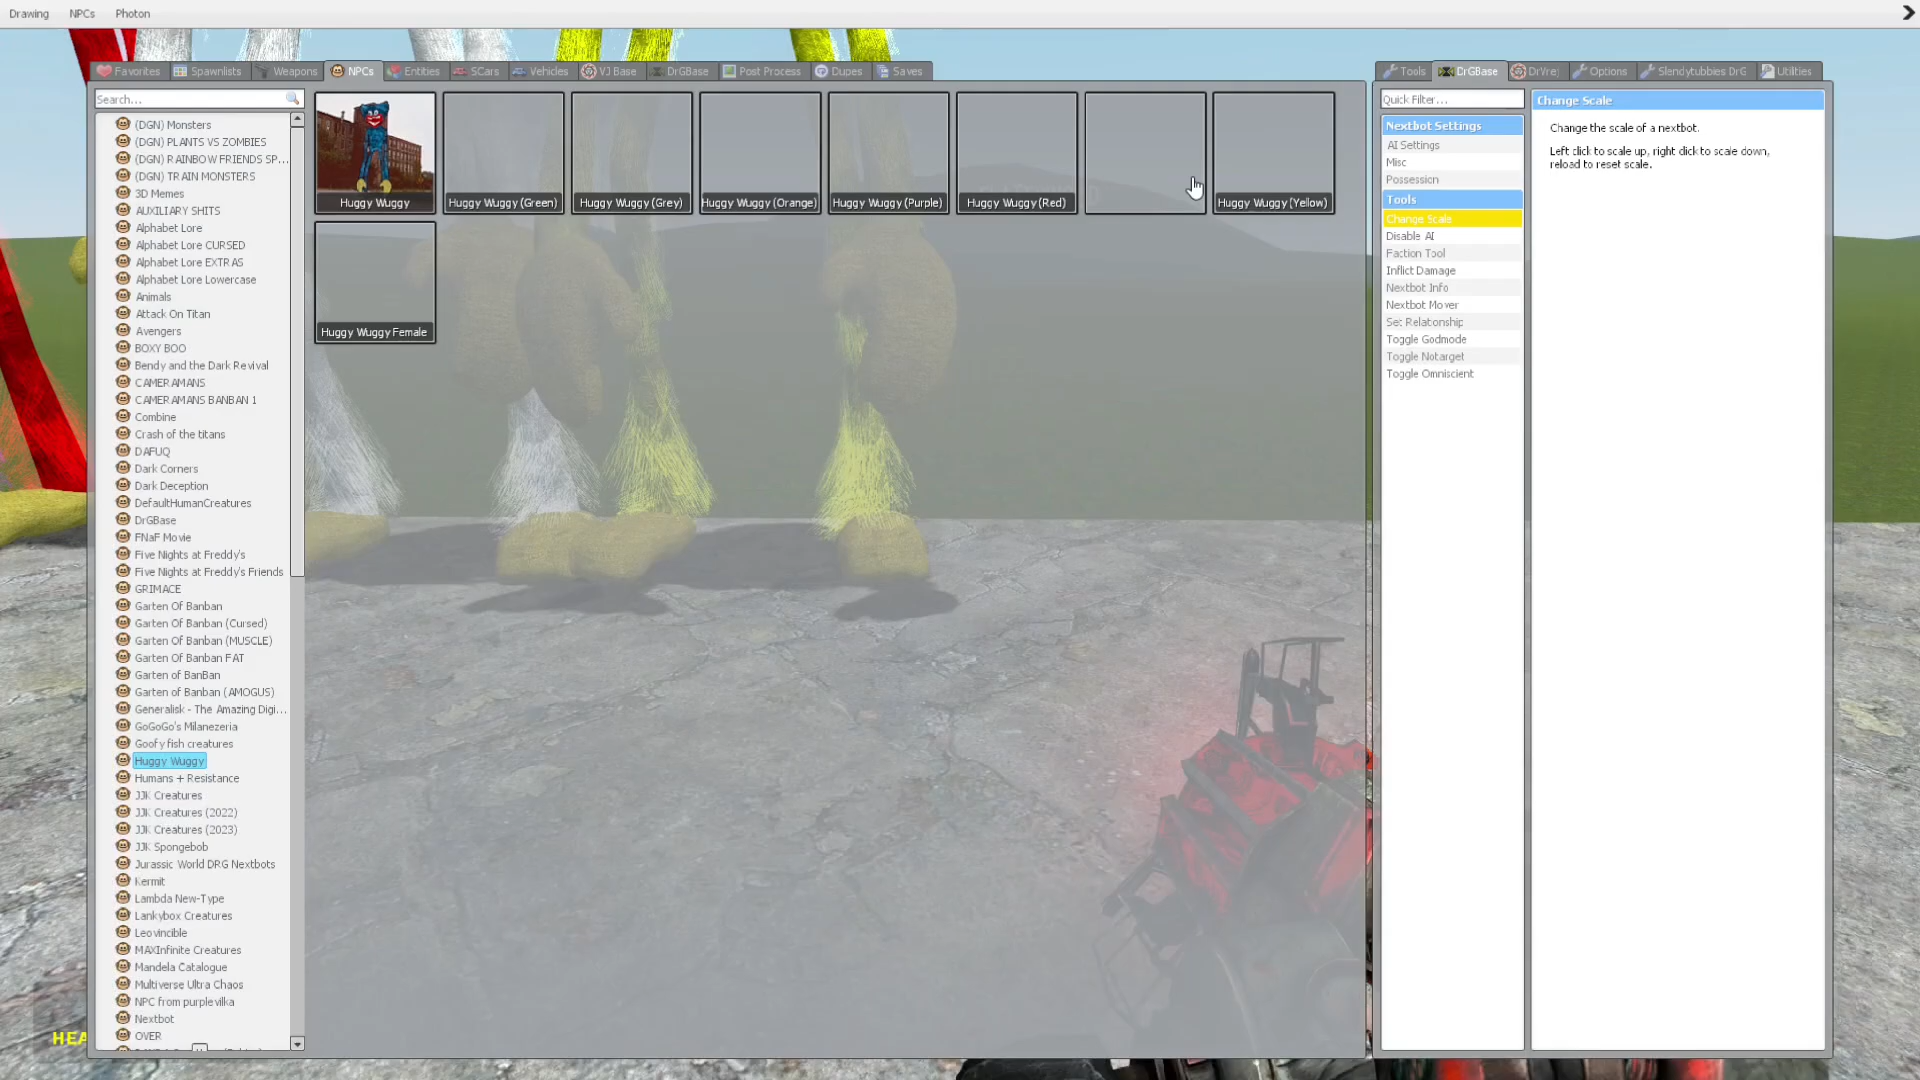 Drawing NPCs Photon
Favorites Spawnlists Weapons NPCs Entities SCars Vehicles VJ Base DrGBase Post Process Dupes Saves
Search...
(DGN) Monsters
(DGN) PLANTS VS ZOMBIES
(DGN) RAINBOW FRIENDS SP...
(DGN) TRAIN MONSTERS
3D Memes
AUXILIARY SHITS
Alphabet Lore
Alphabet Lore CURSED
Alphabet Lore EXTRAS
Alphabet Lore Lowercase
Animals
Attack On Titan
Avengers
BOXY BOO
Bendy and the Dark Revival
CAMERAMANS
CAMERAMANS BANBAN 1
Combine
Crash of the titans
DAFUQ
Dark Corners
Dark Deception
DefaultHumanCreatures
DrGBase
FNaF Movie
Five Nights at Freddy's
Five Nights at Freddy's Friends
GRIMACE
Garten Of Banban
Garten Of Banban (Cursed)
Garten Of Banban (MUSCLE)
Garten Of Banban FAT
Garten of BanBan
Garten of Banban (AMOGUS)
Generalisk - The Amazing Digi...
GoGoGo's Milanezeria
Goofy fish creatures
Huggy Wuggy
Humans + Resistance
JJK Creatures
JJK Creatures (2022)
JJK Creatures (2023)
JJK Spongebob
Jurassic World DRG Nextbots
Kermit
Lambda New-Type
Lankybox Creatures
Leovincible
MAXInfinite Creatures
Mandela Catalogue
Multiverse Ultra Chaos
NPC from purplevilka
Nextbot
OVER
HEA
Huggy Wuggy
Huggy Wuggy (Green)
Huggy Wuggy (Grey)
Huggy Wuggy (Orange)
Huggy Wuggy (Purple)
Huggy Wuggy (Red)
Huggy Wuggy (Yellow)
Huggy Wuggy Female
Tools DrGBase DrVrej Options Slendytubbies DrG Utilities
Quick Filter...
Nextbot Settings
AI Settings
Misc
Possession
Tools
Change Scale
Disable AI
Faction Tool
Inflict Damage
Nextbot Info
Nextbot Mover
Set Relationship
Toggle Godmode
Toggle Notarget
Toggle Omniscient
Change Scale
Change the scale of a nextbot.
Left click to scale up, right click to scale down,
reload to reset scale.